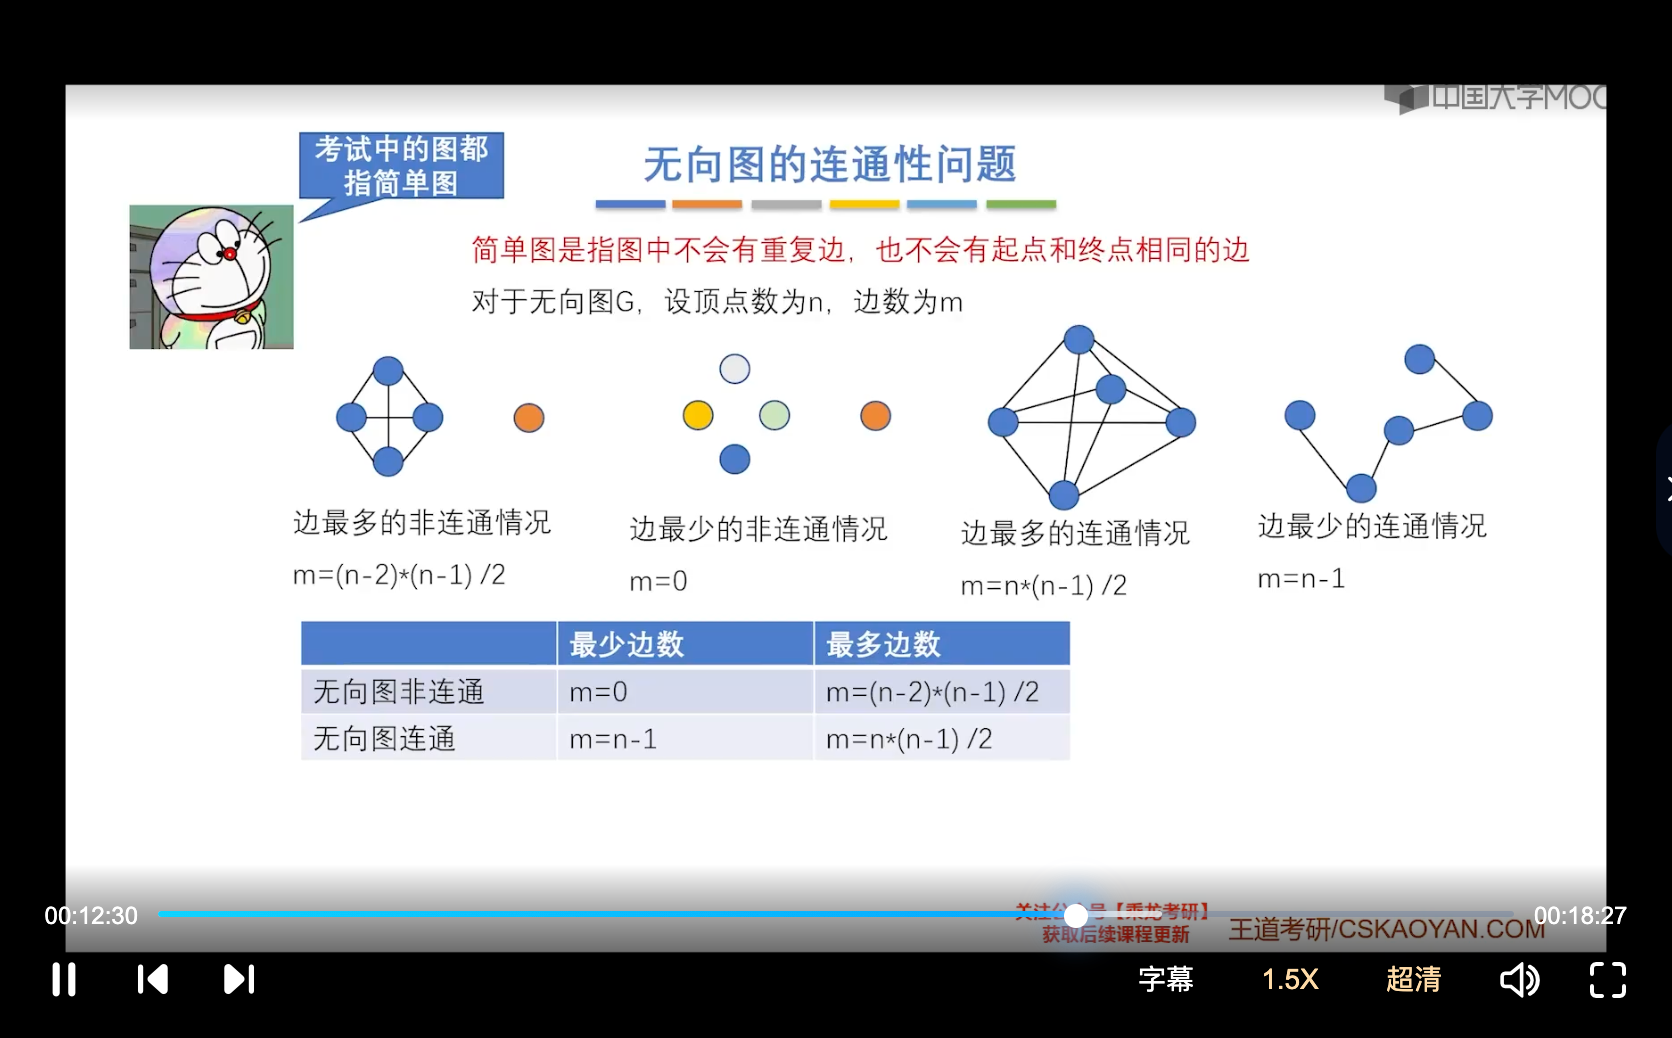 中国大学MOC
考试中的图都
指简单图
无向图的连通性问题
简单图是指图中不会有重复边，也不会有起点和终点相同的边
对于无向图G，设顶点数为n，边数为m
边最多的非连通情况
m=(n-2)*(n-1) /2
边最少的非连通情况
m=0
边最多的连通情况
m=n*(n-1) /2
边最少的连通情况
m=n-1
最少边数 最多边数
无向图非连通 m=0 m=(n-2)*(n-1) /2
无向图连通 m=n-1 m=n*(n-1) /2
00:12:30
关注公 号【乘龙考研】
获取后续课程更新
王道考研/CSKAOYAN.COM
00:18:27
字幕 1.5X 超清